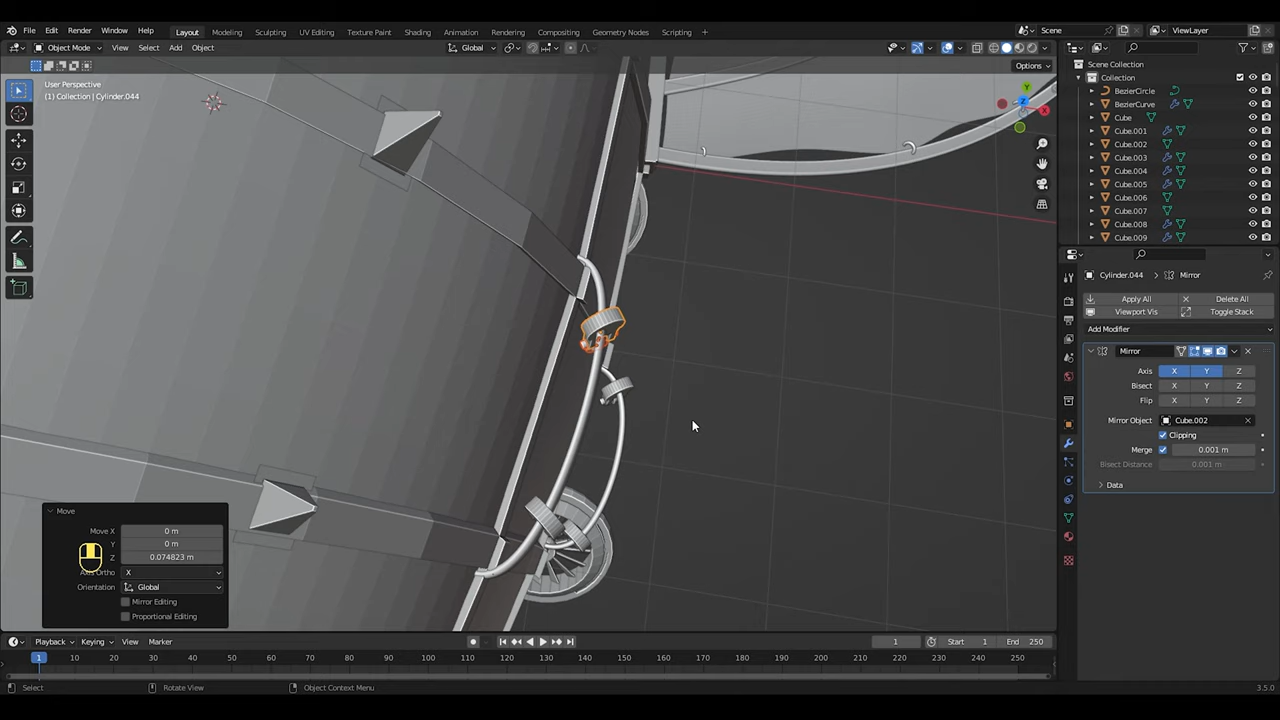 File Edit Render Window Help Layout Modeling Sculpting UV Editing Texture Paint Shading Animation Rendering Compositing Geometry Nodes Scripting + Scene ViewLayer
Object Mode View Select Add Object Global
Options
User Perspective
(1) Collection | Cylinder.044
Y
Z
X
Scene Collection
Collection
BezierCircle
BezierCurve
Cube
Cube.001
Cube.002
Cube.003
Cube.004
Cube.005
Cube.006
Cube.007
Cube.008
Cube.009
Cylinder.044 Mirror
Apply All Delete All
Viewport Vis Toggle Stack
Add Modifier
Mirror
Axis X Y Z
Bisect X Y Z
Flip X Y Z
Mirror Object Cube.002
Clipping
Merge 0.001 m
Bisect Distance 0.001 m
Data
Move
Move X 0 m
Y 0 m
Z 0.074823 m
Axis Ortho X
Orientation Global
Mirror Editing
Proportional Editing
Playback Keying View Marker 1 Start 1 End 250
1 10 20 30 40 50 60 70 80 90 100 110 120 130 140 150 160 170 180 190 200 210 220 230 240 250
Select Rotate View Object Context Menu 3.5.0